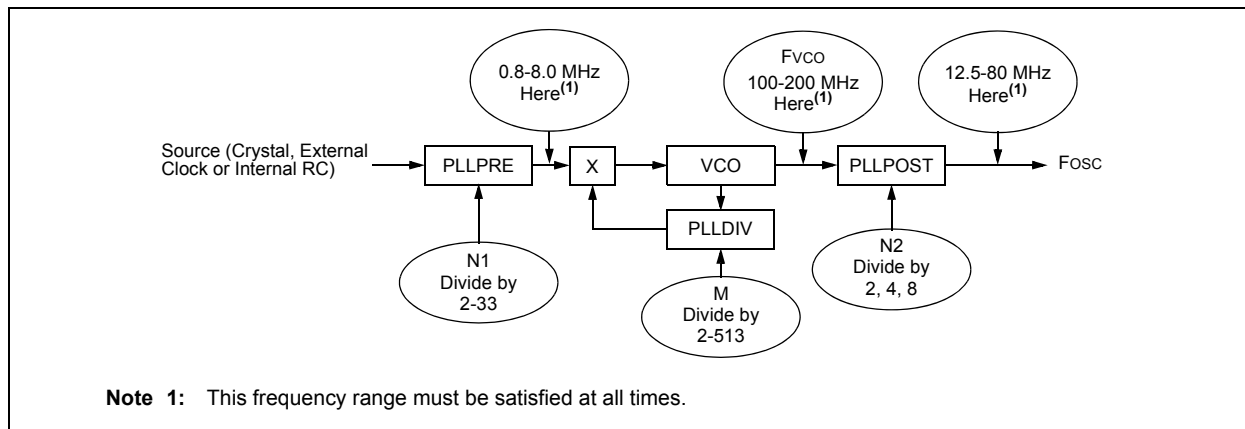 0.8-8.0 MHz
Here(1)
FVCO
100-200 MHz
Here(1)
12.5-80 MHz
Here(1)
Source (Crystal, External
Clock or Internal RC)
PLLPRE
X
VCO
PLLPOST
FOSC
PLLDIV
N1
Divide by
2-33
M
Divide by
2-513
N2
Divide by
2, 4, 8
Note 1: This frequency range must be satisfied at all times.